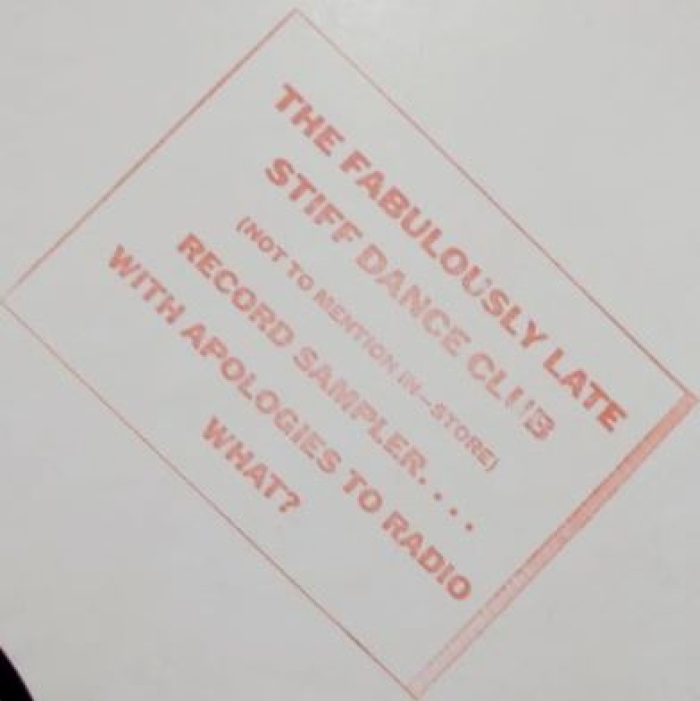 THE FABULOUSLY LATE
STIFF DANCE CLUB
(NOT TO MENTION IN-STORE)
RECORD SAMPLER. . . .
WITH APOLOGIES TO RADIO
WHAT?